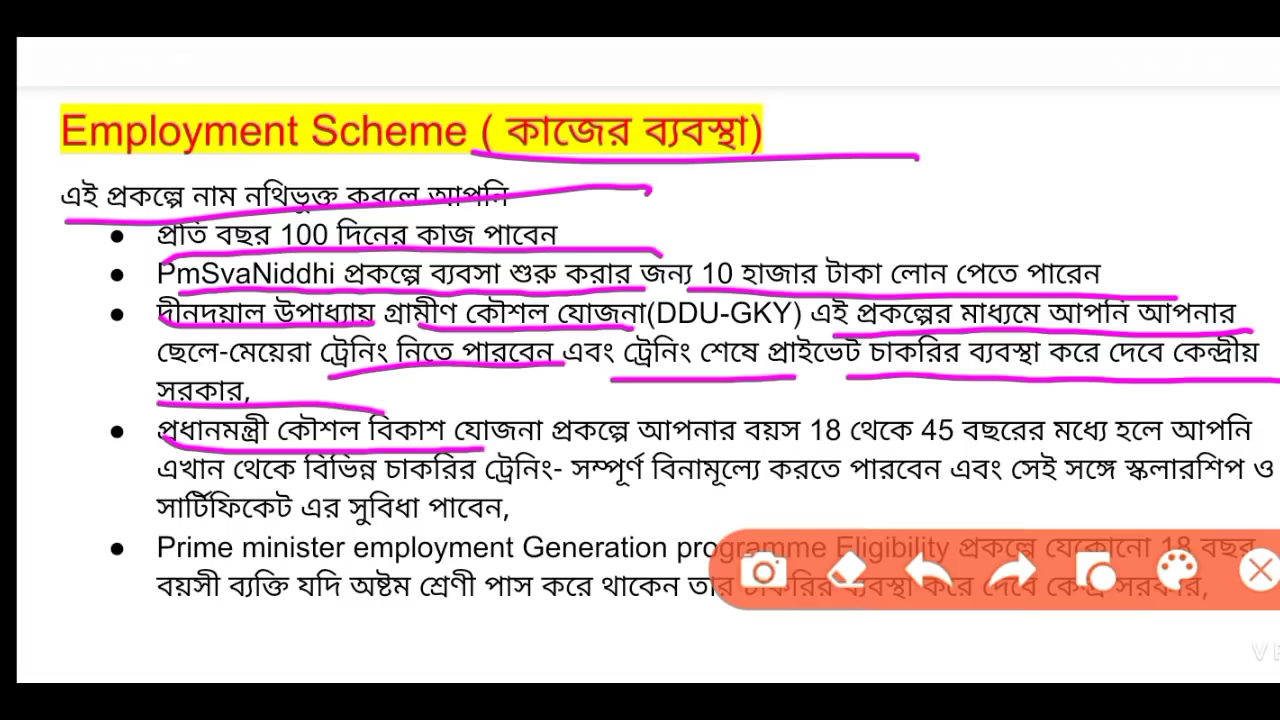 Employment Scheme ( কাজের ব্যবস্থা)
এই প্রকল্পে নাম নথিভুক্ত করলে আপনি
● প্রতি বছর 100 দিনের কাজ পাবেন
● PmSvaNiddhi প্রকল্পে ব্যবসা শুরু করার জন্য 10 হাজার টাকা লোন পেতে পারেন
● দীনদয়াল উপাধ্যায় গ্রামীণ কৌশল যোজনা(DDU-GKY) এই প্রকল্পের মাধ্যমে আপনি আপনার
ছেলে-মেয়েরা ট্রেনিং নিতে পারবেন এবং ট্রেনিং শেষে প্রাইভেট চাকরির ব্যবস্থা করে দেবে কেন্দ্রীয়
সরকার,
● প্রধানমন্ত্রী কৌশল বিকাশ যোজনা প্রকল্পে আপনার বয়স 18 থেকে 45 বছরের মধ্যে হলে আপনি
এখান থেকে বিভিন্ন চাকরির ট্রেনিং- সম্পূর্ণ বিনামূল্যে করতে পারবেন এবং সেই সঙ্গে স্কলারশিপ ও
সার্টিফিকেট এর সুবিধা পাবেন,
● Prime minister employment Generation programme Eligibility প্রকল্পে যেকোনো 18 বছর
বয়সী ব্যক্তি যদি অষ্টম শ্রেণী পাস করে থাকেন তার চাকরির ব্যবস্থা করে দেবে কেন্দ্র সরকার,